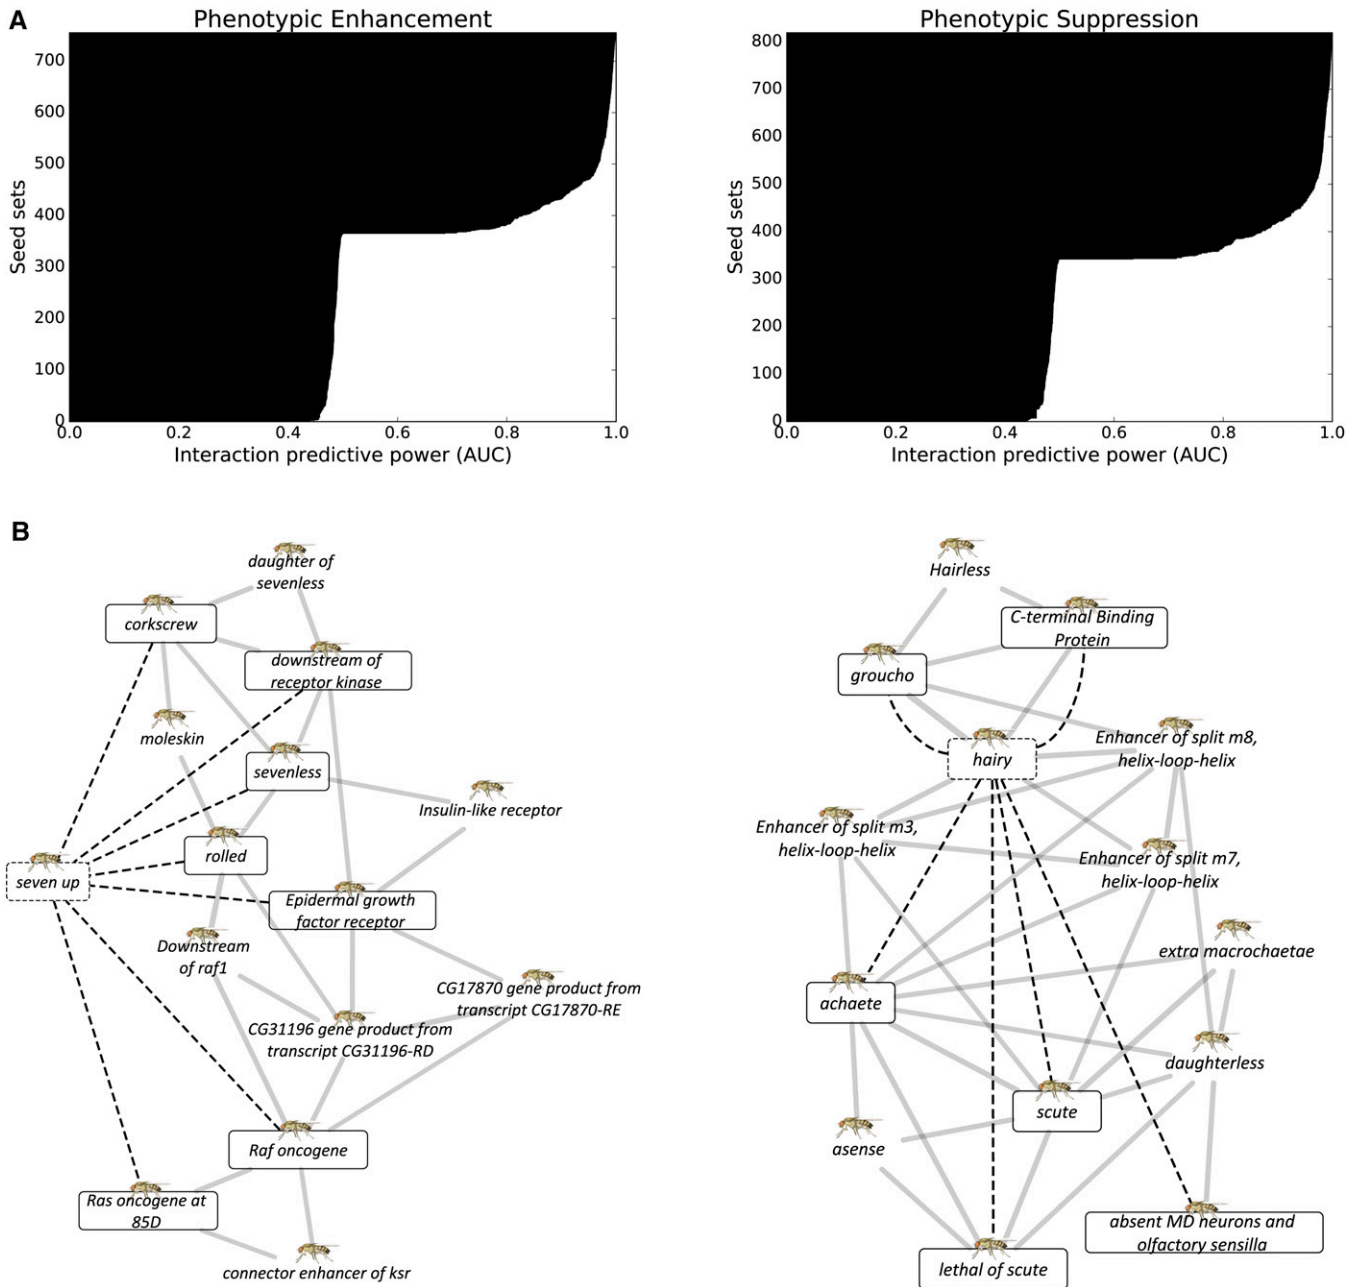 A
Phenotypic Enhancement
700
600
500
400
300
200
100
0
Seed sets
0.0
0.2
0.4
0.6
0.8
1.0
Interaction predictive power (AUC)
Phenotypic Suppression
800
700
600
500
400
300
200
100
0
Seed sets
0.0
0.2
0.4
0.6
0.8
1.0
Interaction predictive power (AUC)
B
daughter of
sevenless
corkscrew
downstream of
receptor kinase
moleskin
sevenless
Insulin-like receptor
rolled
seven up
Epidermal growth
factor receptor
Downstream
of raf1
CG17870 gene product from
transcript CG17870-RE
CG31196 gene product from
transcript CG31196-RD
Raf oncogene
Ras oncogene at
85D
connector enhancer of ksr
Hairless
C-terminal Binding
Protein
groucho
Enhancer of split m8,
helix-loop-helix
hairy
Enhancer of split m3,
helix-loop-helix
Enhancer of split m7,
helix-loop-helix
extra macrochaetae
achaete
daughterless
scute
asense
absent MD neurons and
olfactory sensilla
lethal of scute